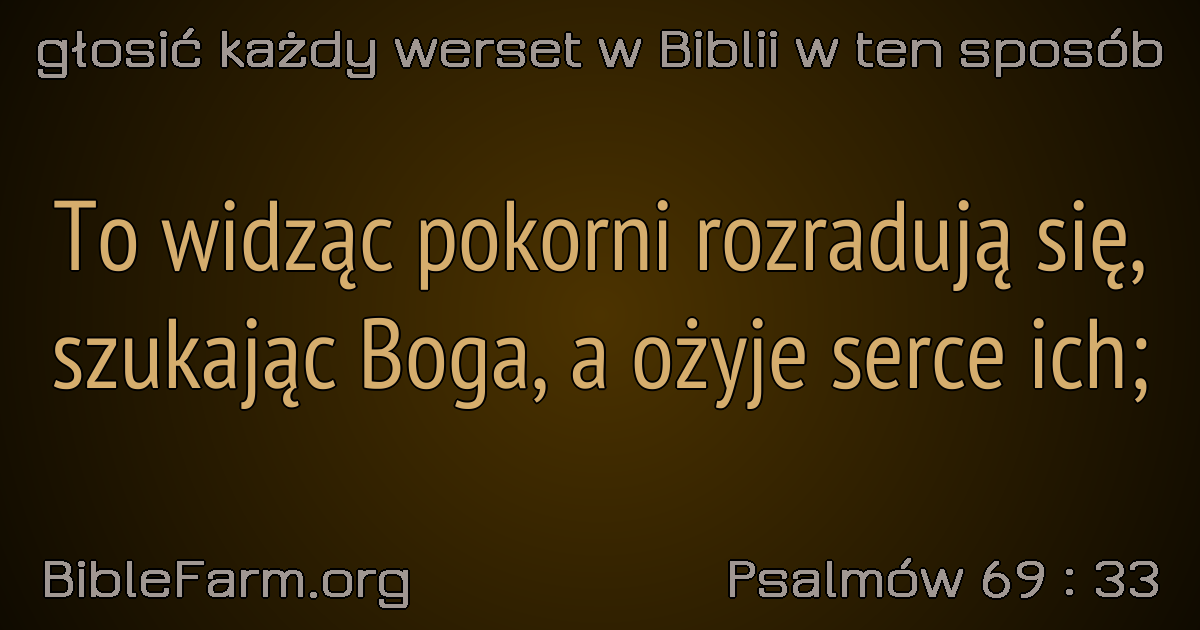 głosić każdy werset w Biblii w ten sposób
To widząc pokorni rozradują się,
szukając Boga, a ożyje serce ich;
BibleFarm.org
Psalmów 69 : 33